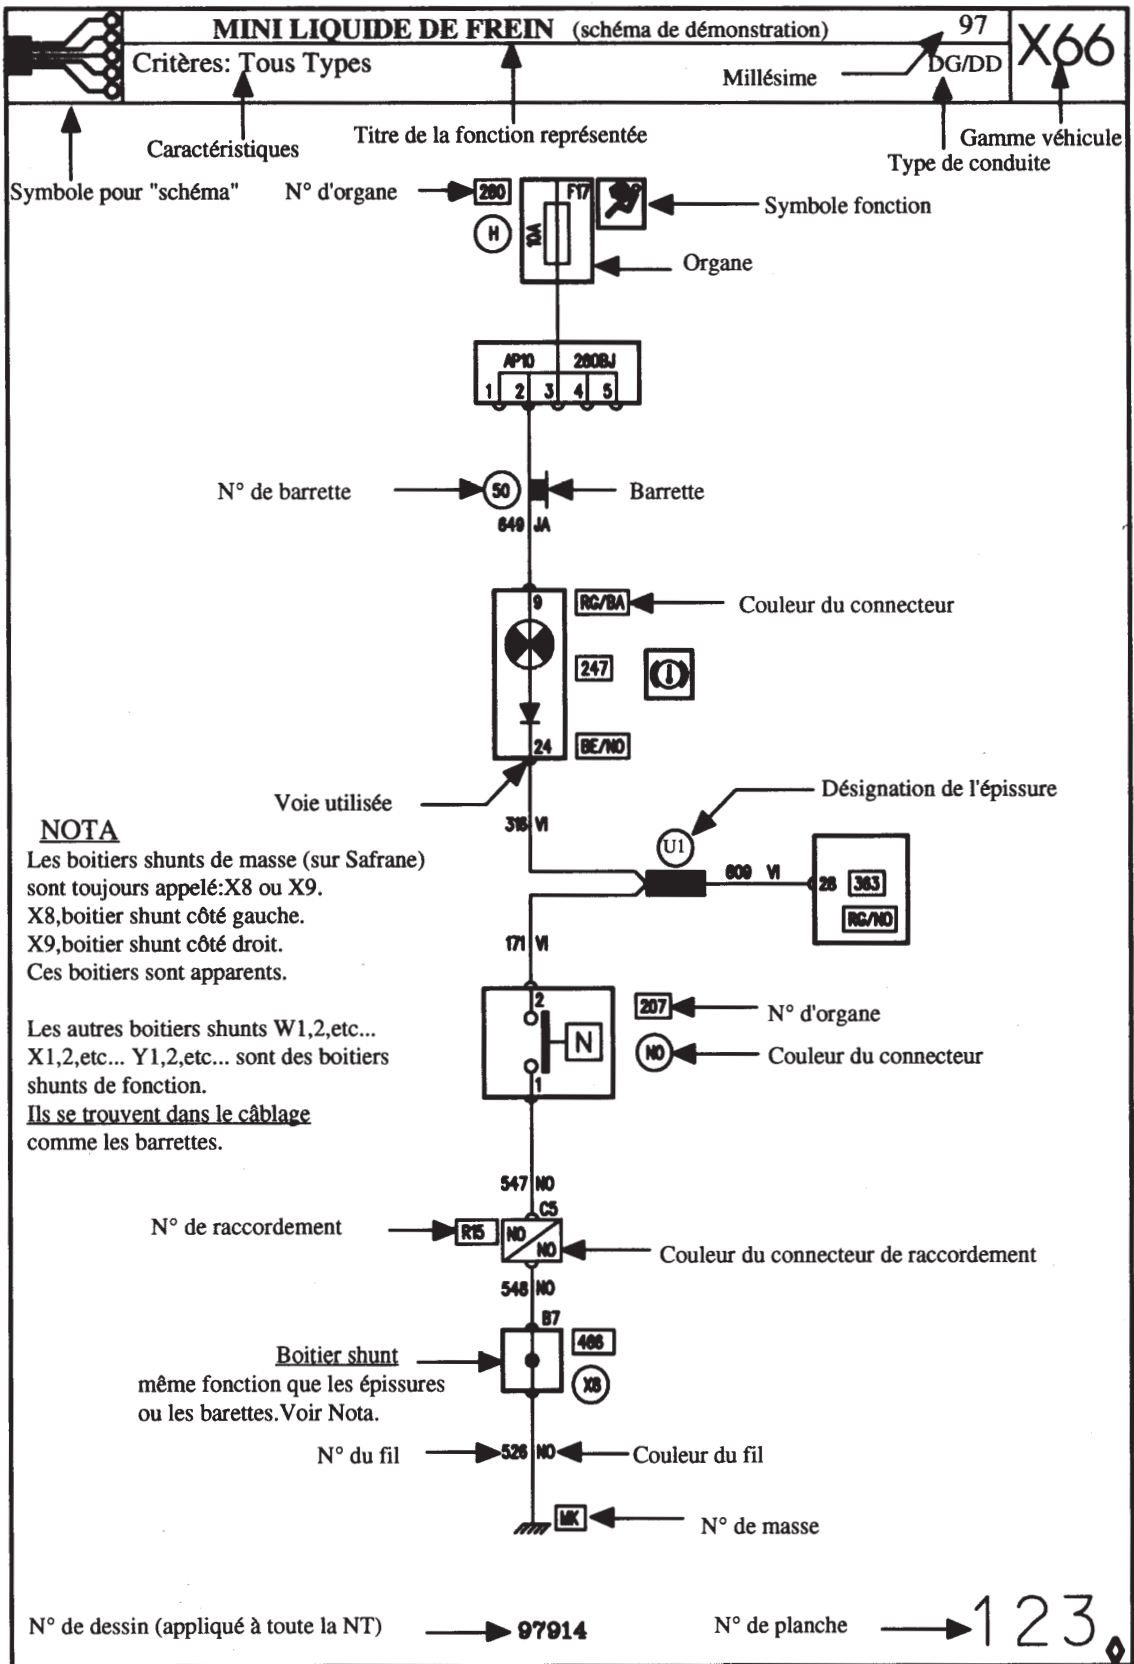 MINI LIQUIDE DE FREIN (schéma de démonstration) 97
X66
Critères: Tous Types
Millésime
DG/DD
Caractéristiques
Titre de la fonction représentée
Gamme véhicule
Type de conduite
Symbole pour "schéma"
N° d'organe
260
F17
Symbole fonction
H
10A
Organe
AP10 260BJ
1 2 3 4 5
N° de barrette
50
Barrette
649 JA
9
RG/BA
Couleur du connecteur
247
24
BE/NO
Voie utilisée
Désignation de l'épissure
316 VI
U1
NOTA
Les boitiers shunts de masse (sur Safrane)
sont toujours appelé:X8 ou X9.
X8,boitier shunt côté gauche.
X9,boitier shunt côté droit.
Ces boitiers sont apparents.
609 VI
26
363
RG/NO
171 VI
2
N
1
207
N° d'organe
NO
Couleur du connecteur
Les autres boitiers shunts W1,2,etc...
X1,2,etc... Y1,2,etc... sont des boitiers
shunts de fonction.
Ils se trouvent dans le câblage
comme les barrettes.
547 NO
C5
N° de raccordement
R15
NO
NO
Couleur du connecteur de raccordement
548 NO
B7
466
Boitier shunt
même fonction que les épissures
ou les barettes.Voir Nota.
X8
N° du fil
526 NO
Couleur du fil
MK
N° de masse
N° de dessin (appliqué à toute la NT)
97914
N° de planche
123